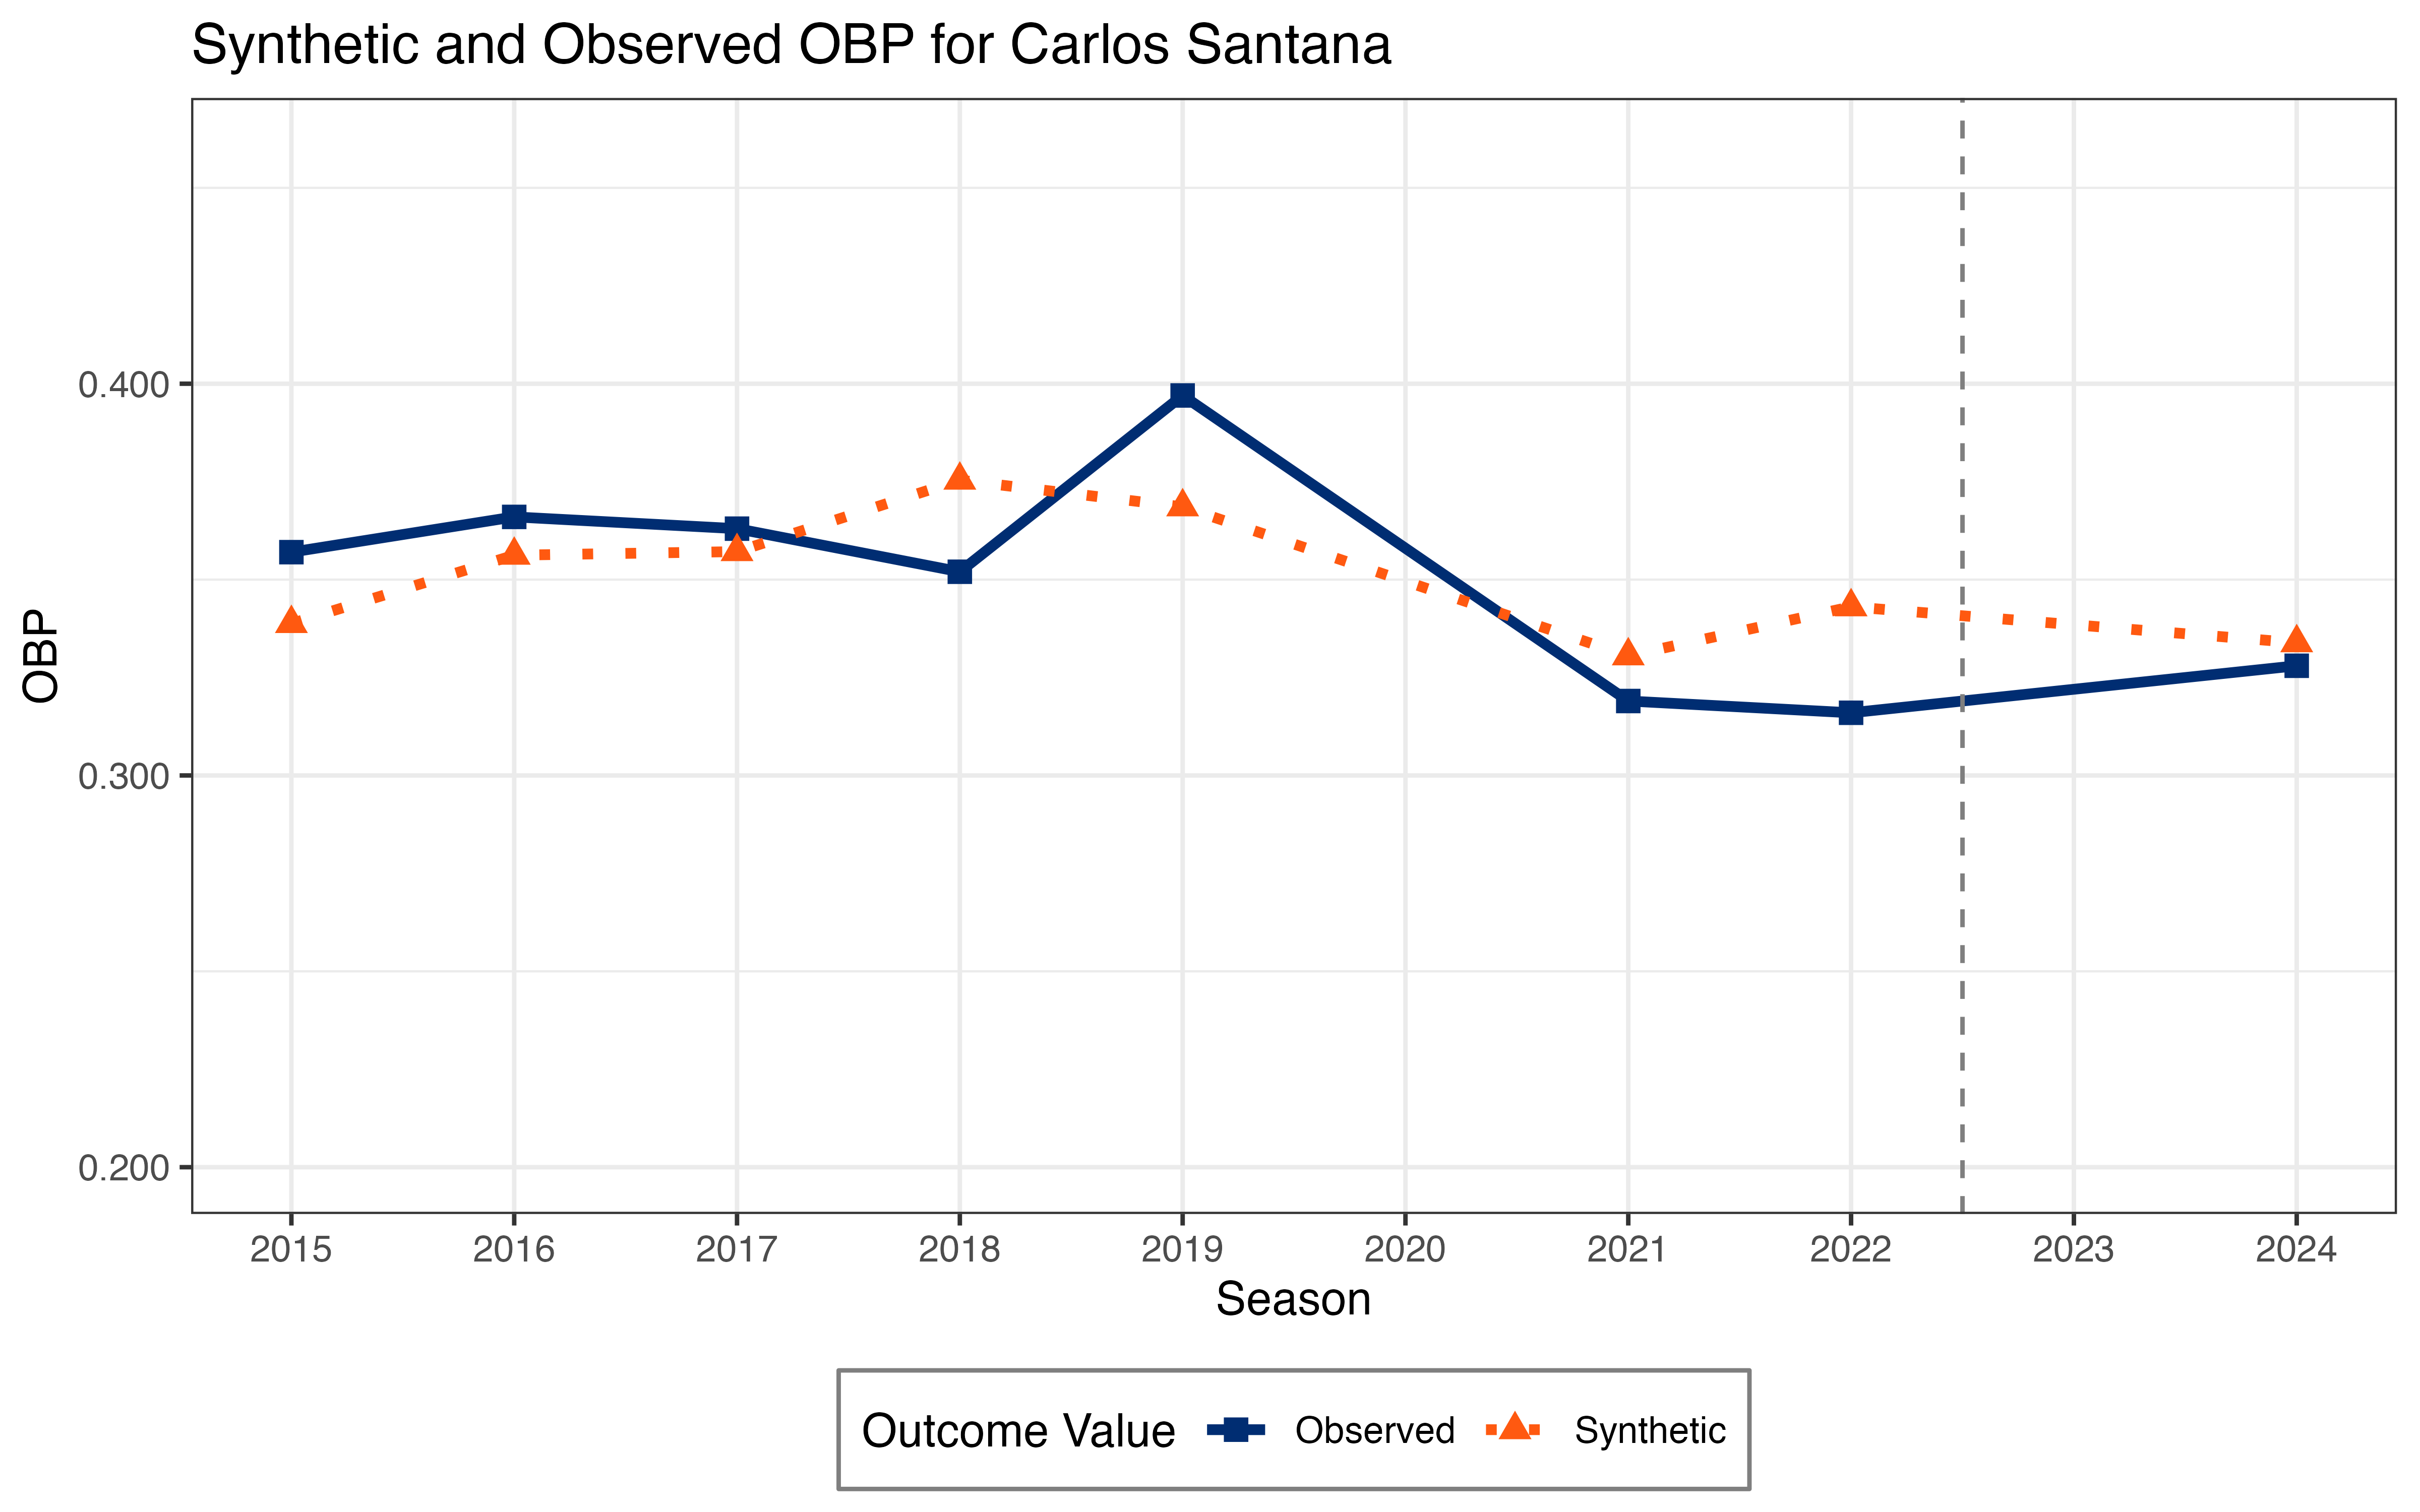 Synthetic and Observed OBP for Carlos Santana
OBP
0.400
0.300
0.200
2015 2016 2017 2018 2019 2020 2021 2022 2023 2024
Season
Outcome Value Observed Synthetic